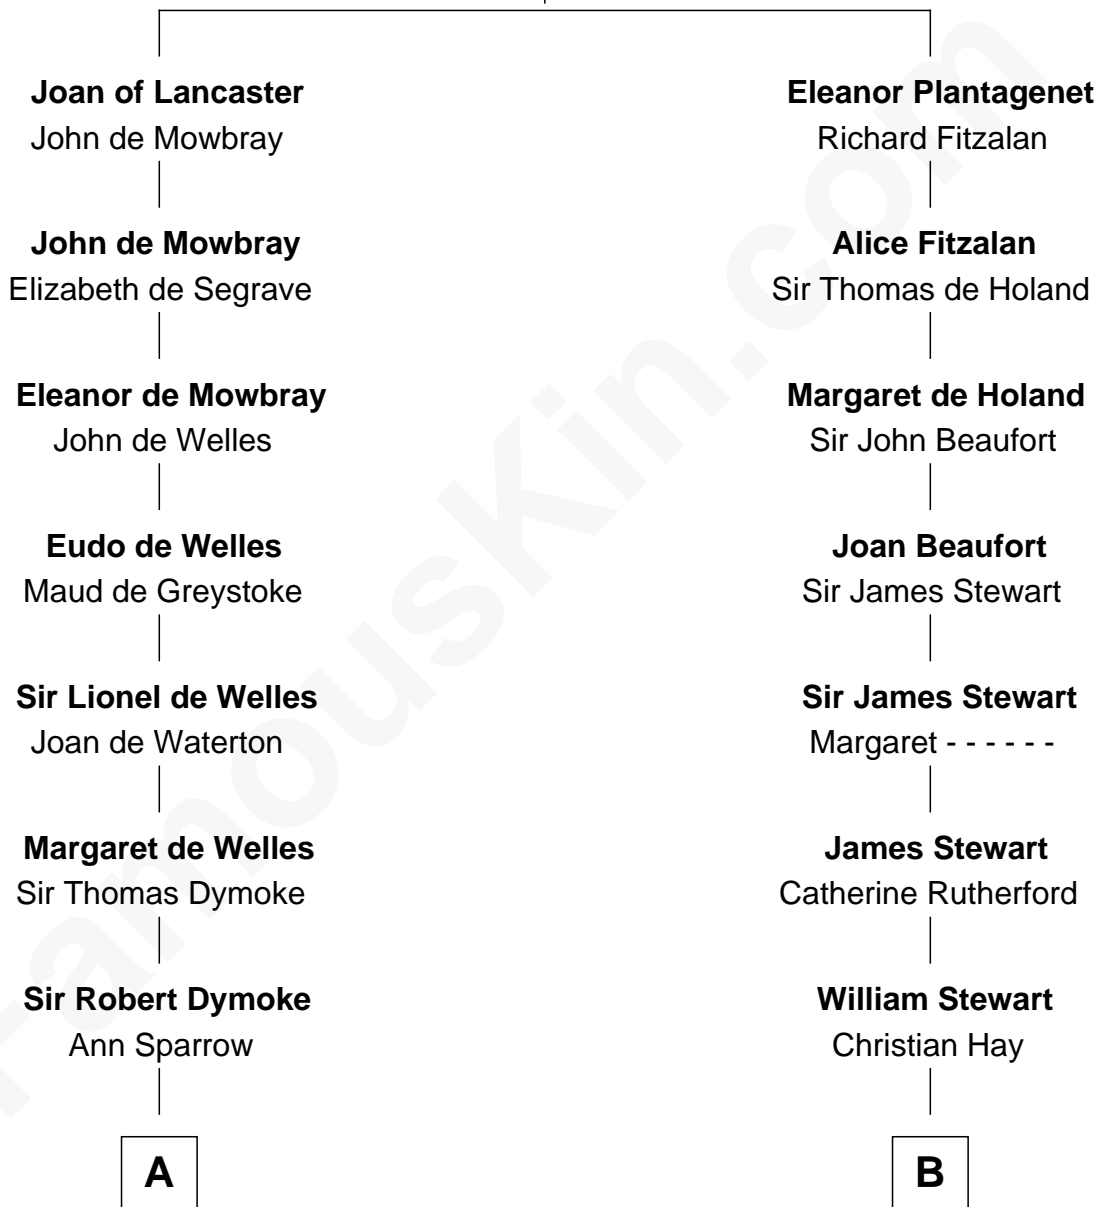 Joan of Lancaster
John de Mowbray
John de Mowbray
Elizabeth de Segrave
Eleanor de Mowbray
John de Welles
Eudo de Welles
Maud de Greystoke
Sir Lionel de Welles
Joan de Waterton
Margaret de Welles
Sir Thomas Dymoke
Sir Robert Dymoke
Ann Sparrow
A
Eleanor Plantagenet
Richard Fitzalan
Alice Fitzalan
Sir Thomas de Holand
Margaret de Holand
Sir John Beaufort
Joan Beaufort
Sir James Stewart
Sir James Stewart
Margaret - - - - - -
James Stewart
Catherine Rutherford
William Stewart
Christian Hay
B
FamousKin.com